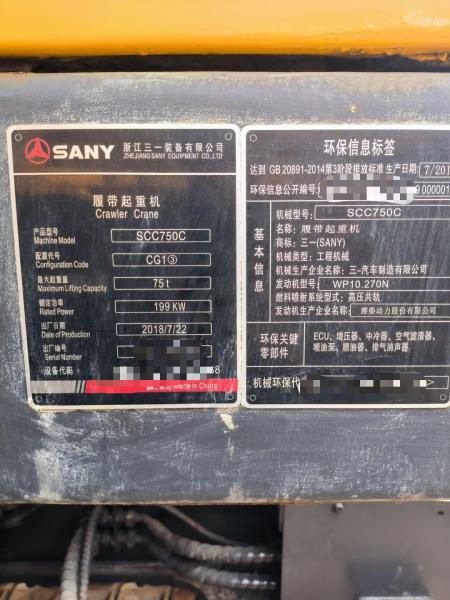 SANY
浙江三一装备有限公司
ZHEJIANG SANY EQUIPMENT CO.,LTD
履带起重机
Crawler Crane
产品型号
Machine Model
SCC750C
配置代号
Configuration Code
CG1③
最大起重量
Maximum Lifting Capacity
75t
额定功率
Rated Power
199 KW
出厂日期
Date of Production
2018/7/22
出厂编号
Serial Number
设备代码
68
Made in China
环保信息标签
达到 GB 20891-2014第3阶段排放标准 生产日期: 7/201
环保信息公开编号:
9 000001
基本信息
机械型号: SCC750C
名称: 履带起重机
商标: 三一(SANY)
机械类型: 工程机械
机械生产企业名称: 三一汽车制造有限公司
发动机型号: WP10.270N
燃料喷射系统型式: 高压共轨
发动机生产企业名称: 潍柴动力股份有限公司
环保关键零部件
ECU、增压器、中冷器、空气滤清器、
喷油泵、喷油器、排气消声器
机械环保代
>